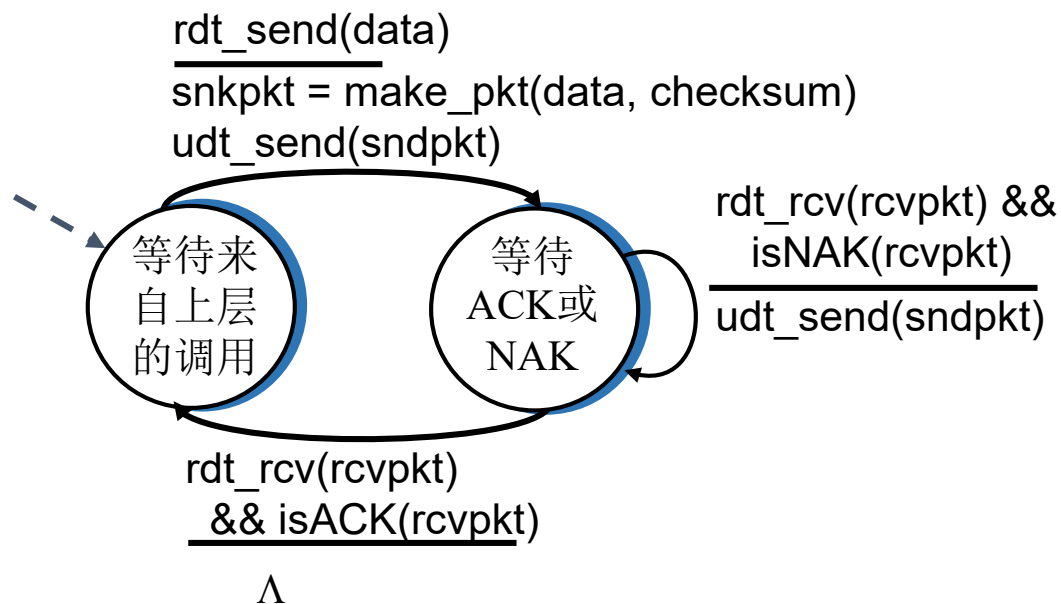 rdt_send(data)
snkpkt = make_pkt(data, checksum)
udt_send(sndpkt)
等待来
自上层
的调用
等待
ACK或
NAK
rdt_rcv(rcvpkt) &&
isNAK(rcvpkt)
udt_send(sndpkt)
rdt_rcv(rcvpkt)
&& isACK(rcvpkt)
Λ